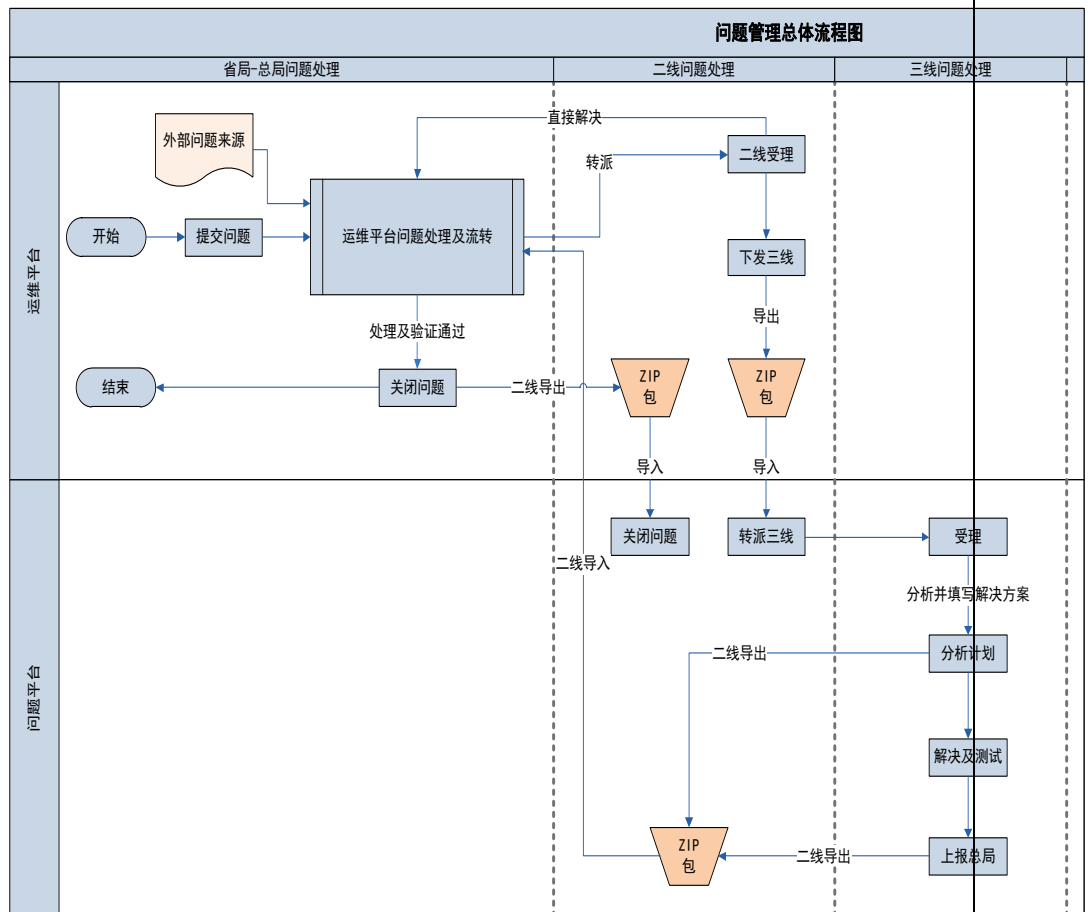 问题管理总体流程图
省局-总局问题处理
二线问题处理
三线问题处理
运维平台
外部问题来源
直接解决
转派
二线受理
开始
提交问题
运维平台问题处理及流转
下发三线
处理及验证通过
导出
结束
关闭问题
二线导出
ZIP
包
ZIP
包
导入
导入
问题平台
关闭问题
转派三线
受理
二线导入
分析并填写解决方案
二线导出
分析计划
解决及测试
ZIP
包
二线导出
上报总局